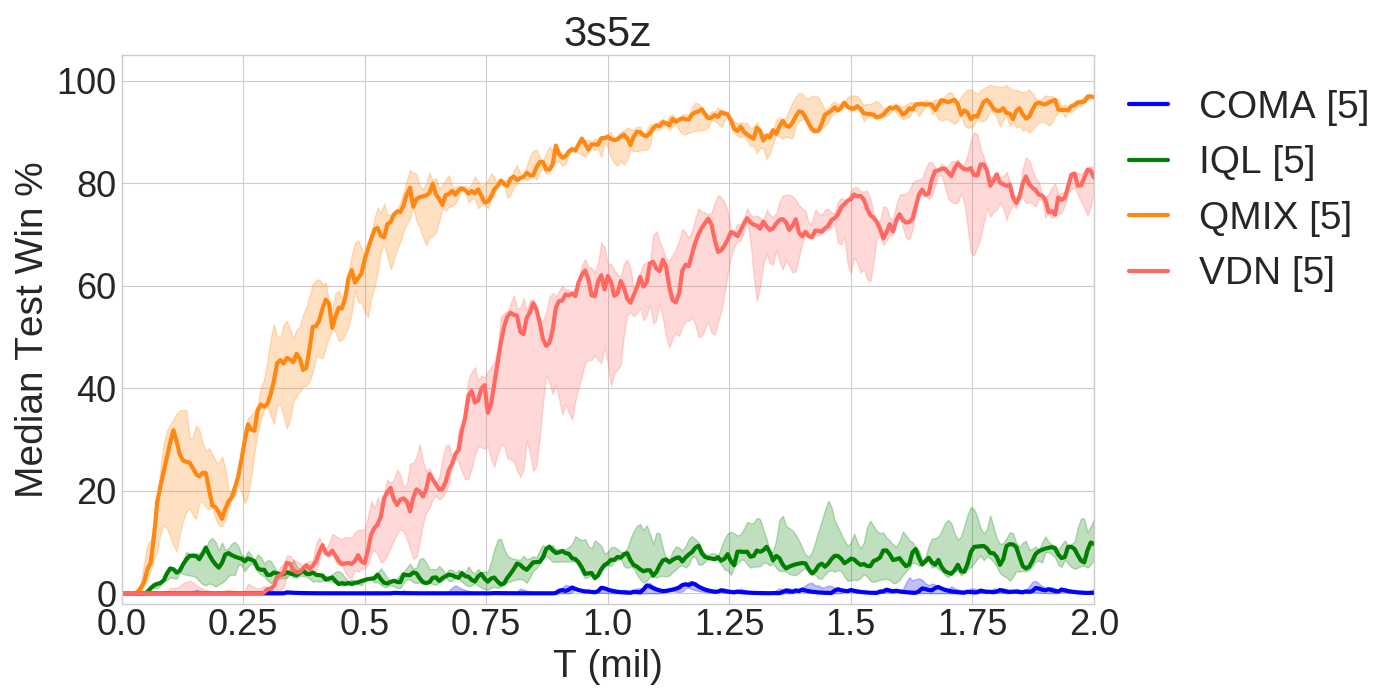 3s5z
Median Test Win %
100
80
60
40
20
0
0.0 0.25 0.5 0.75 1.0 1.25 1.5 1.75 2.0
T (mil)
COMA [5]
IQL [5]
QMIX [5]
VDN [5]